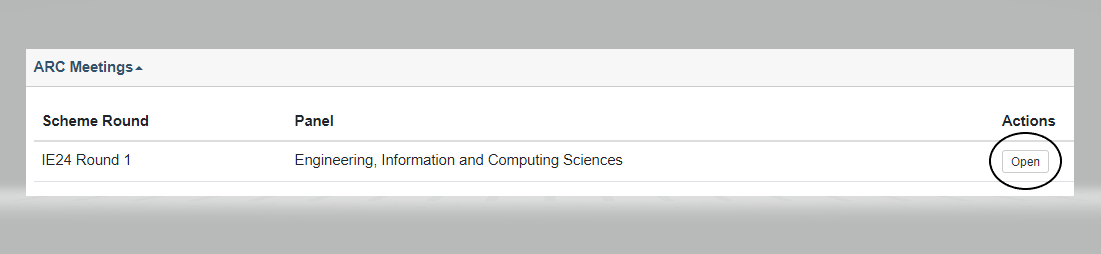 ARC Meetings
Scheme Round Panel Actions
IE24 Round 1 Engineering, Information and Computing Sciences Open